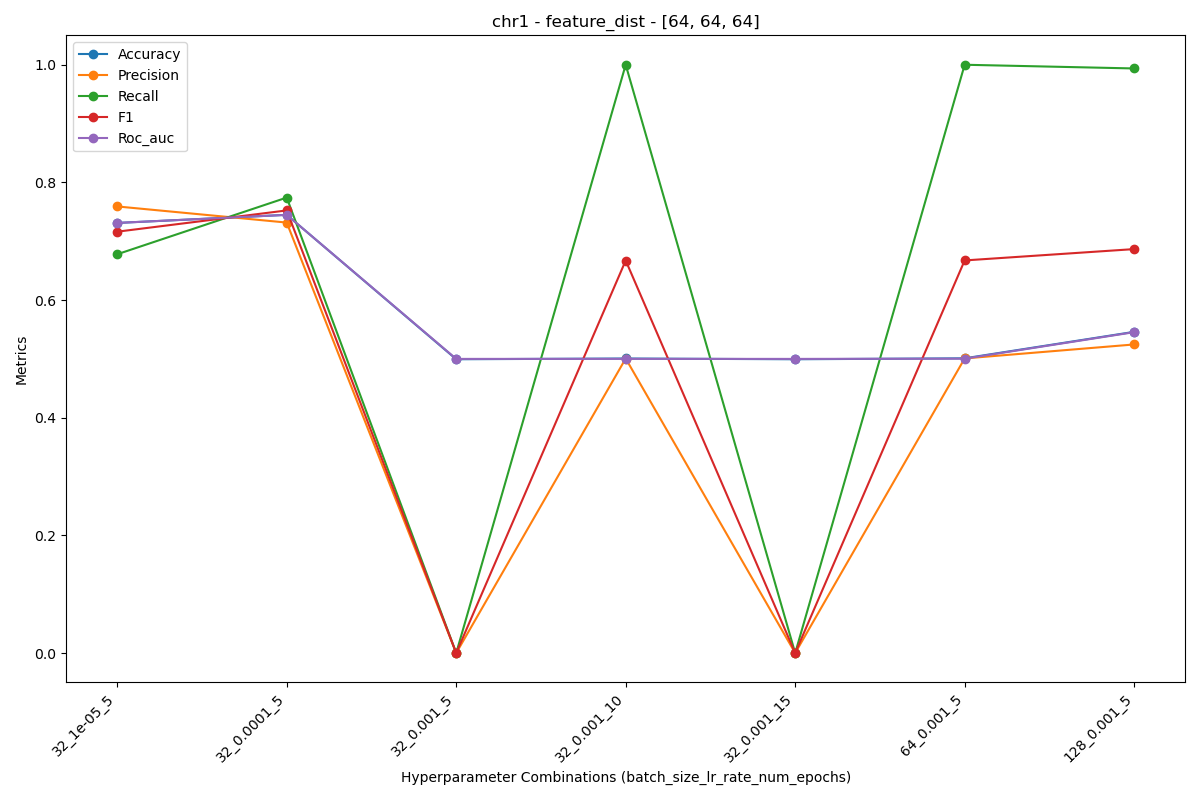 chr1 - feature_dist - [64, 64, 64]
Accuracy
Precision
Recall
F1
Roc_auc
Metrics
1.0
0.8
0.6
0.4
0.2
0.0
32_1e-05_5
32_0.0001_5
32_0.001_5
32_0.001_10
32_0.001_15
64_0.001_5
128_0.001_5
Hyperparameter Combinations (batch_size_lr_rate_num_epochs)